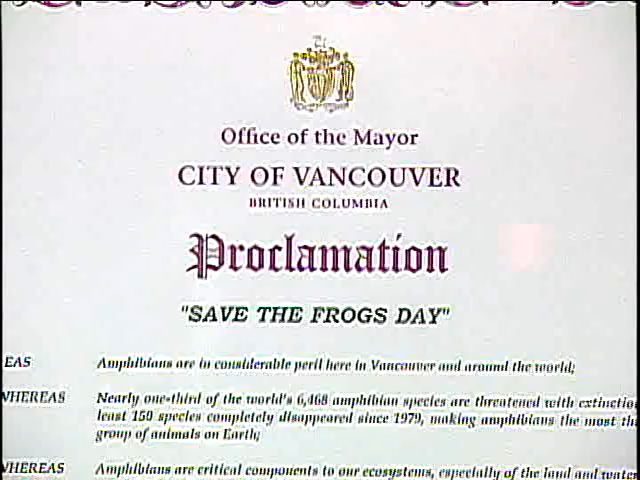 Office of the Mayor
CITY OF VANCOUVER
BRITISH COLUMBIA
Proclamation
"SAVE THE FROGS DAY"
EAS Amphibians are in considerable peril here in Vancouver and around the world;
WHEREAS Nearly one-third of the world's 6,468 amphibian species are threatened with extinctio
least 150 species completely disappeared since 1979, making amphibians the most th
group of animals on Earth;
WHEREAS Amphibians are critical components to our ecosystems, especially of the land and water